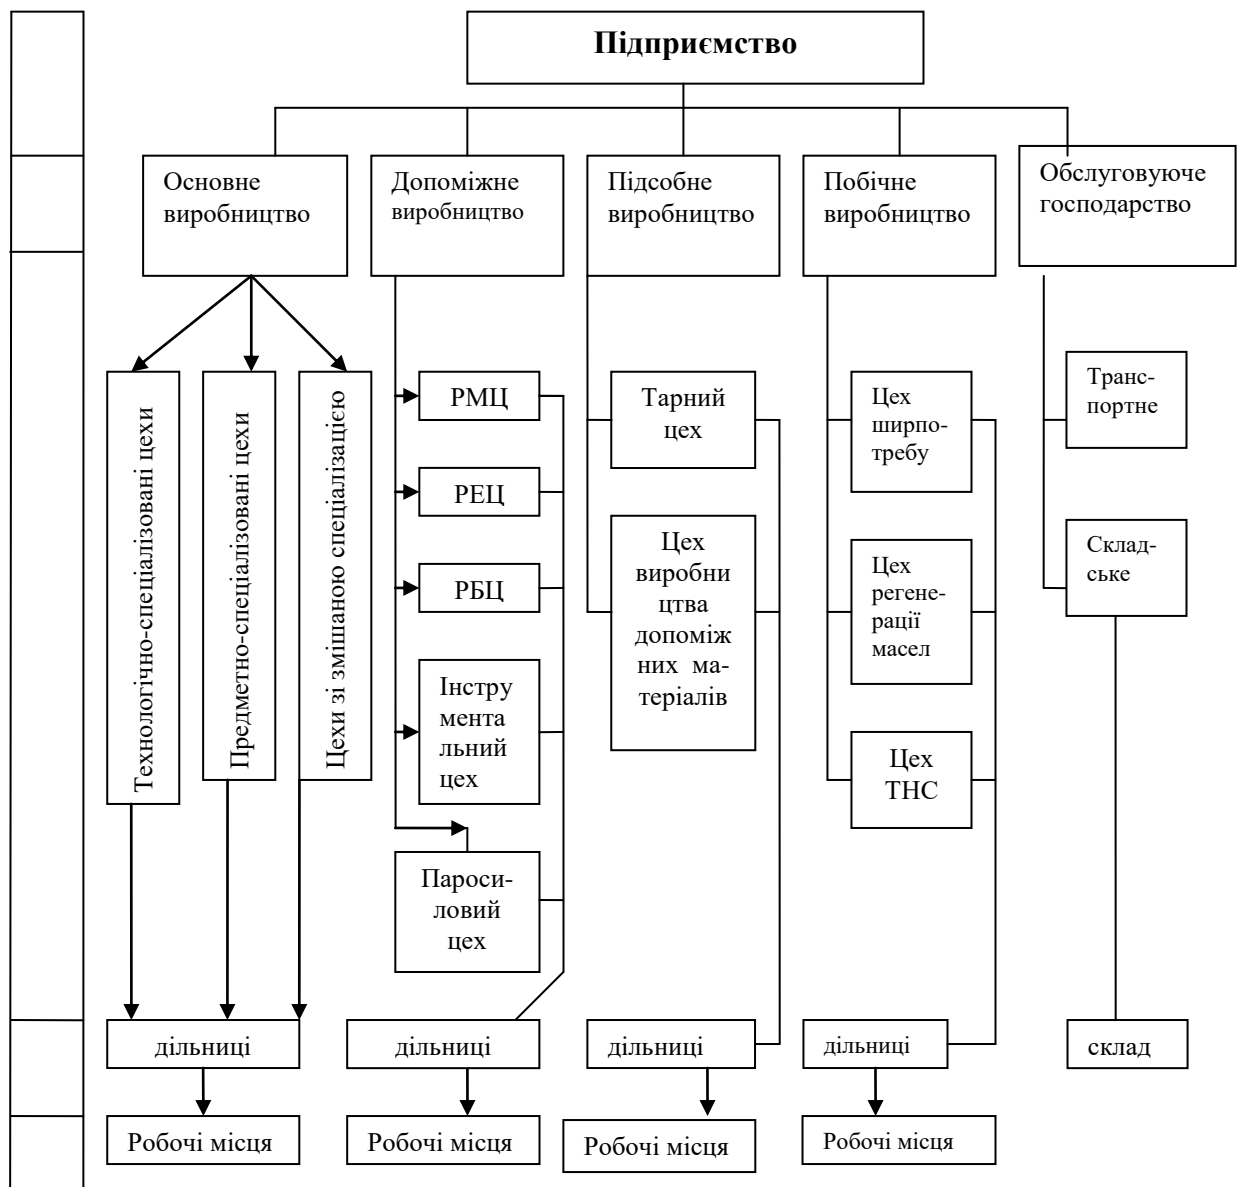 Підприємство
Основне
виробництво
Допоміжне
виробництво
Підсобне
виробництво
Побічне
виробництво
Обслуговуюче
господарство
Технологічно-спеціалізовані цехи
Предметно-спеціалізовані цехи
Цехи зі змішаною спеціалізацією
РМЦ
РЕЦ
РБЦ
Інстру
мента
льний
цех
Пароси-
ловий
цех
Тарний
цех
Цех
виробни
цтва
допоміж
них ма-
теріалів
Цех
ширпо-
требу
Цех
регене-
рації
масел
Цех
ТНС
Транс-
портне
Склад-
ське
дільниці
дільниці
дільниці
дільниці
склад
Робочі місця
Робочі місця
Робочі місця
Робочі місця